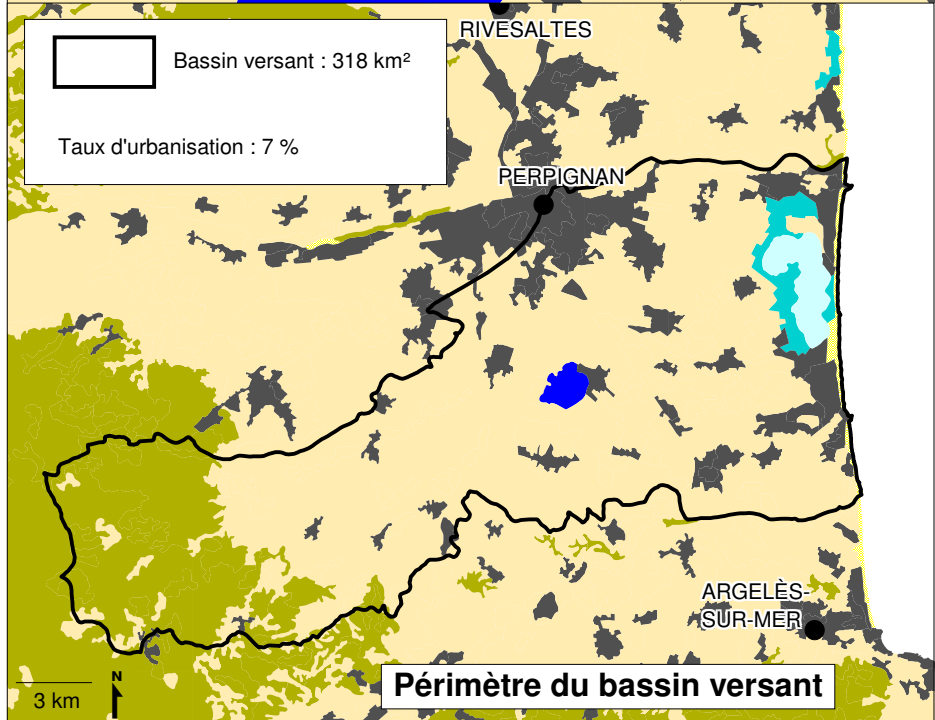 RIVESALTES
Bassin versant : 318 km²
Taux d'urbanisation : 7 %
PERPIGNAN
ARGELÈS-
SUR-MER
N
3 km
Périmètre du bassin versant